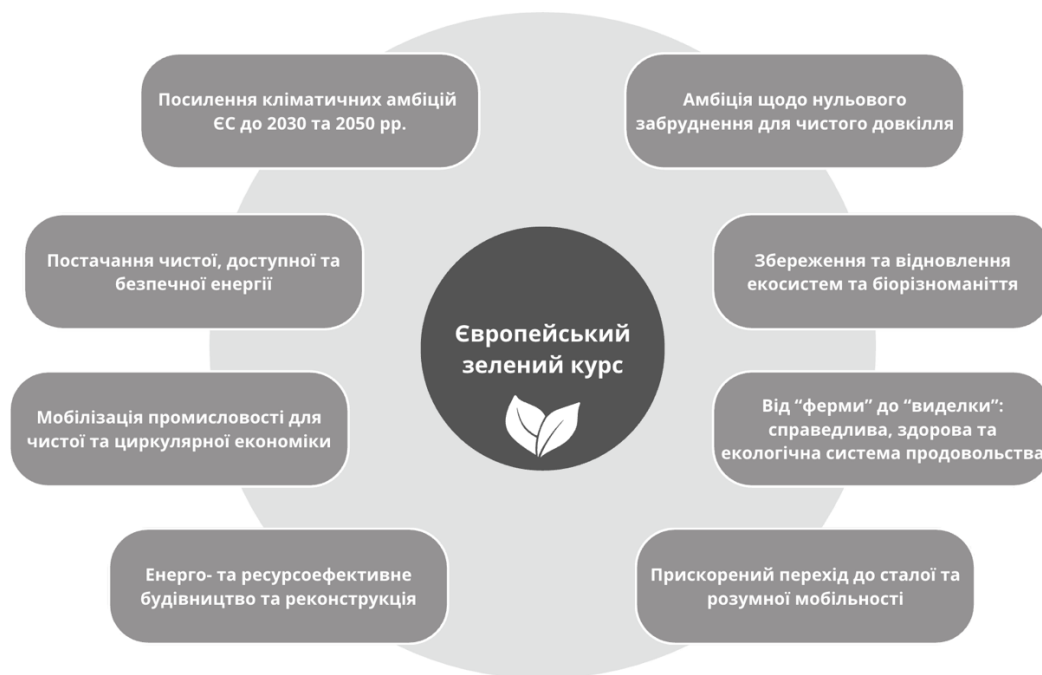 Посилення кліматичних амбіцій
ЄС до 2030 та 2050 рр.
Амбіція щодо нульового
забруднення для чистого довкілля
Постачання чистої, доступної та
безпечної енергії
Збереження та відновлення
екосистем та біорізноманіття
Європейський
зелений курс
Мобілізація промисловості для
чистої та циркулярної економіки
Від “ферми” до “виделки”:
справедлива, здорова та
екологічна система продовольства
Енерго- та ресурсоефективне
будівництво та реконструкція
Прискорений перехід до сталої та
розумної мобільності